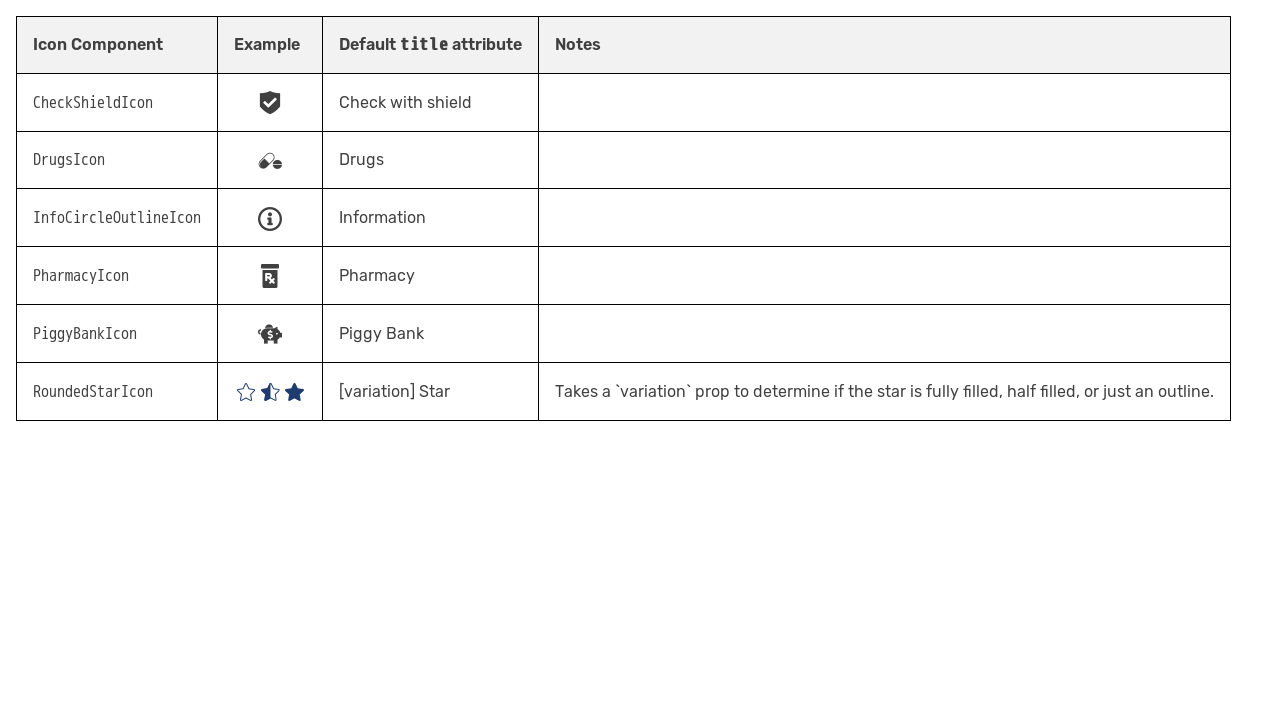 Icon Component Example Default title attribute Notes
CheckShieldIcon Check with shield
DrugsIcon Drugs
InfoCircleOutlineIcon Information
PharmacyIcon Pharmacy
PiggyBankIcon Piggy Bank
RoundedStarIcon [variation] Star Takes a `variation` prop to determine if the star is fully filled, half filled, or just an outline.